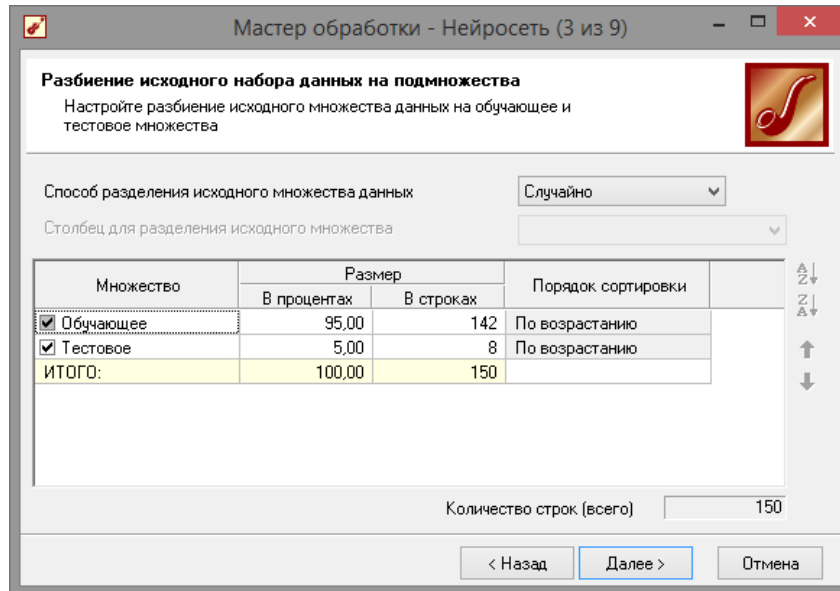 Мастер обработки - Нейросеть (3 из 9)
Разбиение исходного набора данных на подмножества
Настройте разбиение исходного множества данных на обучающее и
тестовое множества
Способ разделения исходного множества данных Случайно
Столбец для разделения исходного множества
Множество Размер Порядок сортировки
В процентах В строках
Обучающее 95,00 142 По возрастанию
Тестовое 5,00 8 По возрастанию
ИТОГО: 100,00 150
Количество строк (всего) 150
< Назад Далее > Отмена